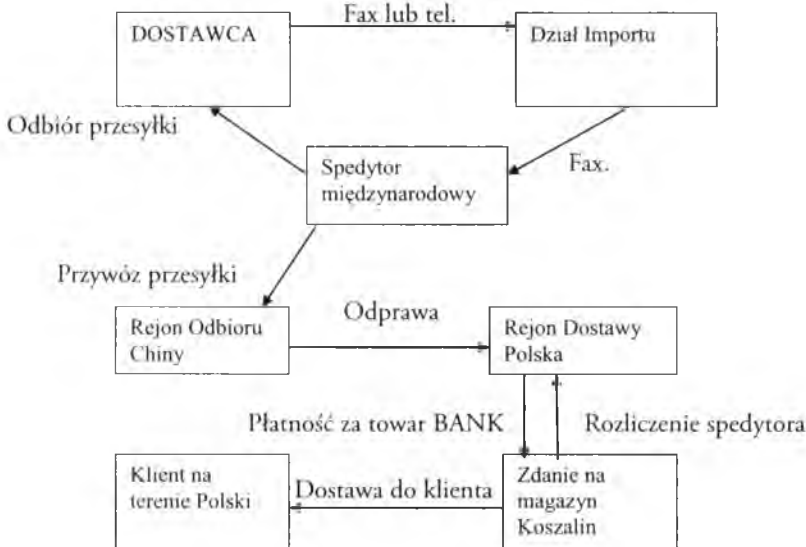 Fax lub tel.
DOSTAWCA
Dział Importu
Odbiór przesyłki
Spedytor
międzynarodowy
Fax.
Przywóz przesyłki
Rejon Odbioru
Chiny
Odprawa
Rejon Dostawy
Polska
Płatność za towar BANK
Rozliczenie spedytora
Klient na
terenie Polski
Dostawa do klienta
Zdanie na
magazyn
Koszalin